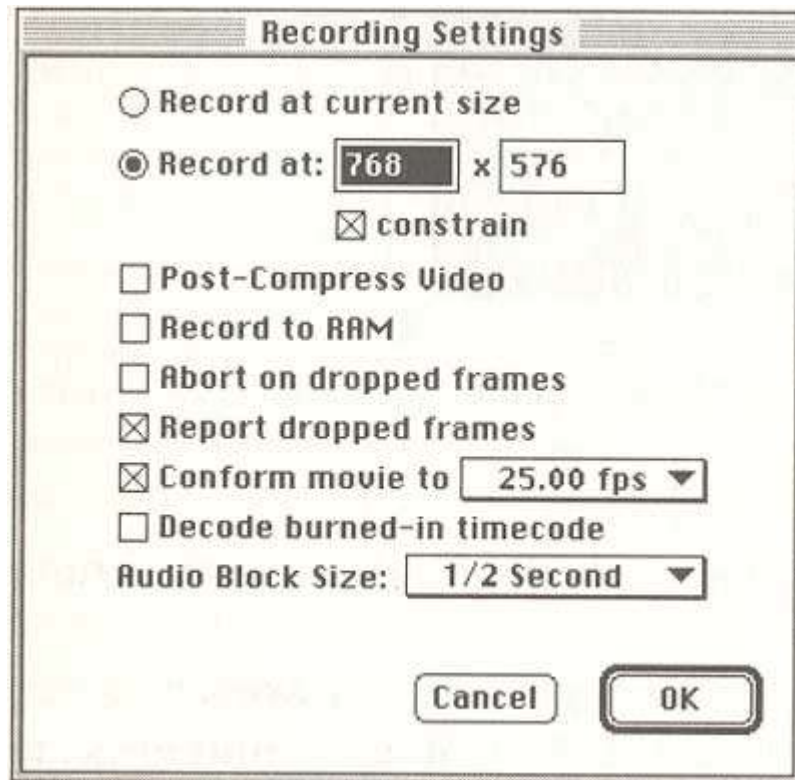 Recording Settings
Record at current size
Record at: 768 x 576
constrain
Post-Compress Video
Record to RAM
Abort on dropped frames
Report dropped frames
Conform movie to 25.00 fps
Decode burned-in timecode
Audio Block Size: 1/2 Second
Cancel OK